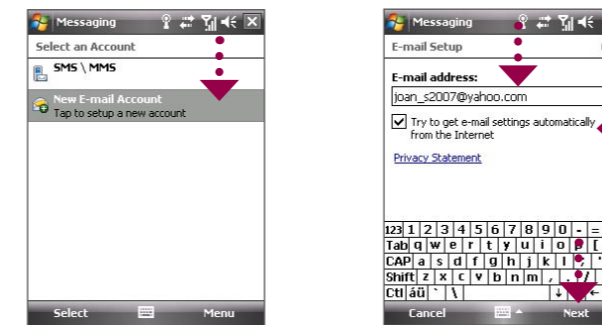 Messaging
Select an Account
SMS \ MMS
New E-mail Account
Tap to setup a new account
Select
Menu
Messaging
E-mail Setup
E-mail address:
joan_s2007@yahoo.com
Try to get e-mail settings automatically
from the Internet
Privacy Statement
123 1 2 3 4 5 6 7 8 9 0 - =
Tab q w e r t y u i o p [
CAP a s d f g h j k l ; '
Shift z x c v b n m , . /
Ctl áü ` \ ↓ ←
Cancel
Next